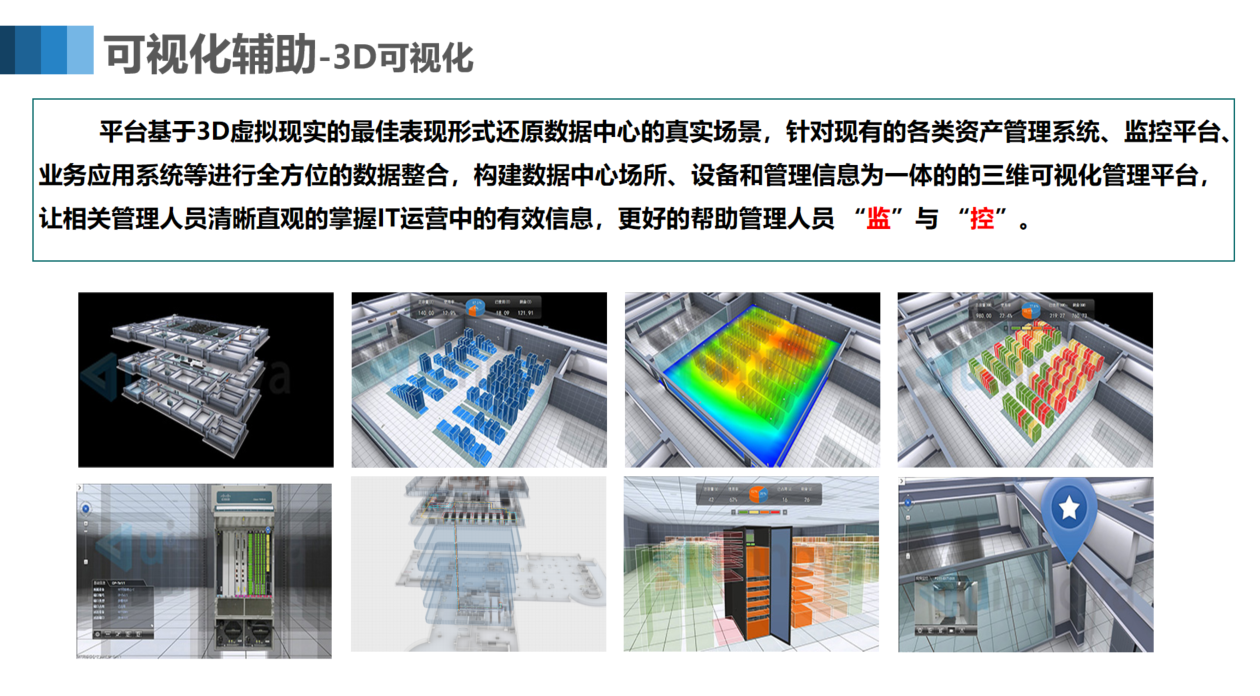 可视化辅助-3D可视化
平台基于3D虚拟现实的最佳表现形式还原数据中心的真实场景，针对现有的各类资产管理系统、监控平台、
业务应用系统等进行全方位的数据整合，构建数据中心场所、设备和管理信息为一体的的三维可视化管理平台，
让相关管理人员清晰直观的掌握IT运营中的有效信息，更好的帮助管理人员 “监”与 “控”。